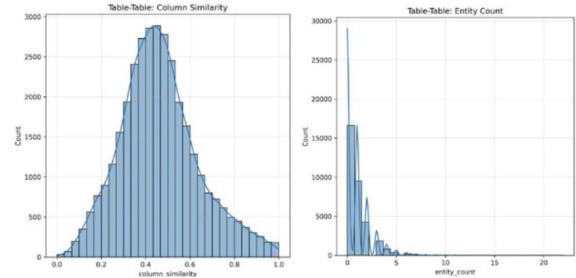 Table-Table: Column Similarity
3000
2500
2000
1500
1000
500
0
Count
0.0 0.2 0.4 0.6 0.8 1.0
column_similarity
Table-Table: Entity Count
30000
25000
20000
15000
10000
5000
0
Count
0 5 10 15 20
entity_count